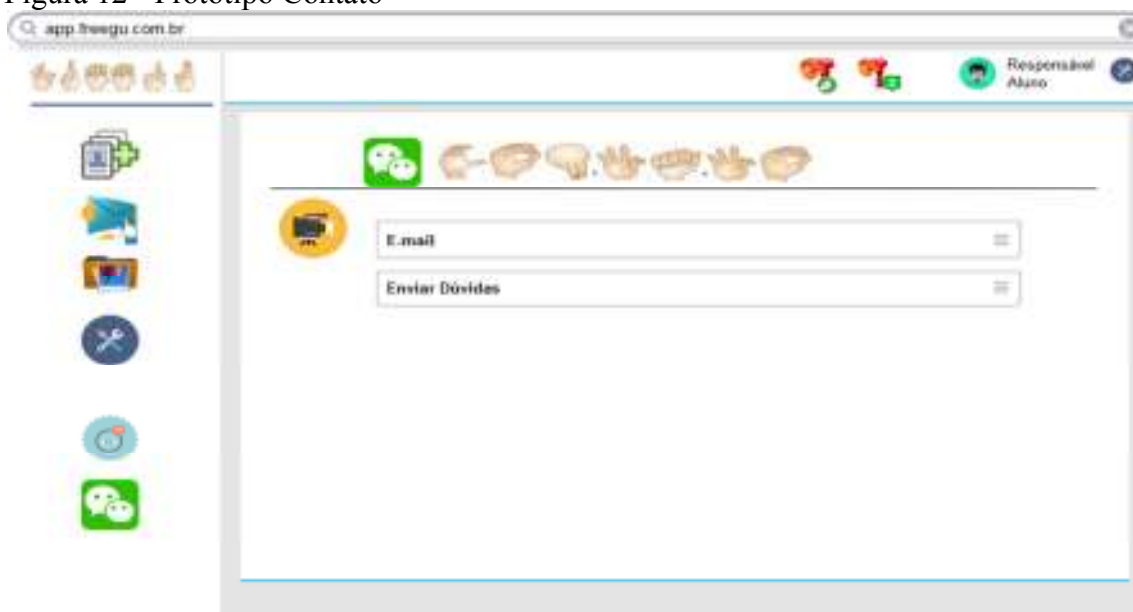 Figura 12 - Protótipo Contato
app.freegu.com.br
Responsável
Aluno
E-mail
Enviar Dúvidas